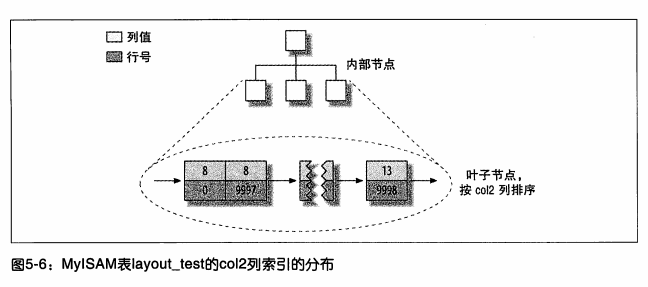 列值
行号
内部节点
8 8 13
0 9997 9998
叶子节点，
按 col2 列排序
图5-6：MyISAM表layout_test的col2列索引的分布